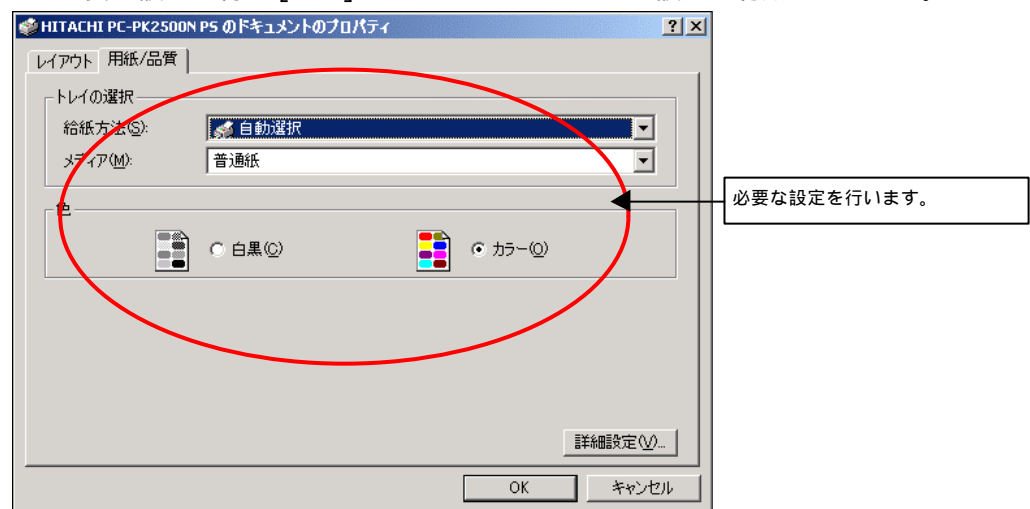 HITACHI PC-PK2500N PS のドキュメントのプロパティ
レイアウト 用紙/品質
トレイの選択
給紙方法(S): 自動選択
メディア(M): 普通紙
必要な設定を行います。
色
白黒(C) カラー(O)
詳細設定(V)...
OK キャンセル